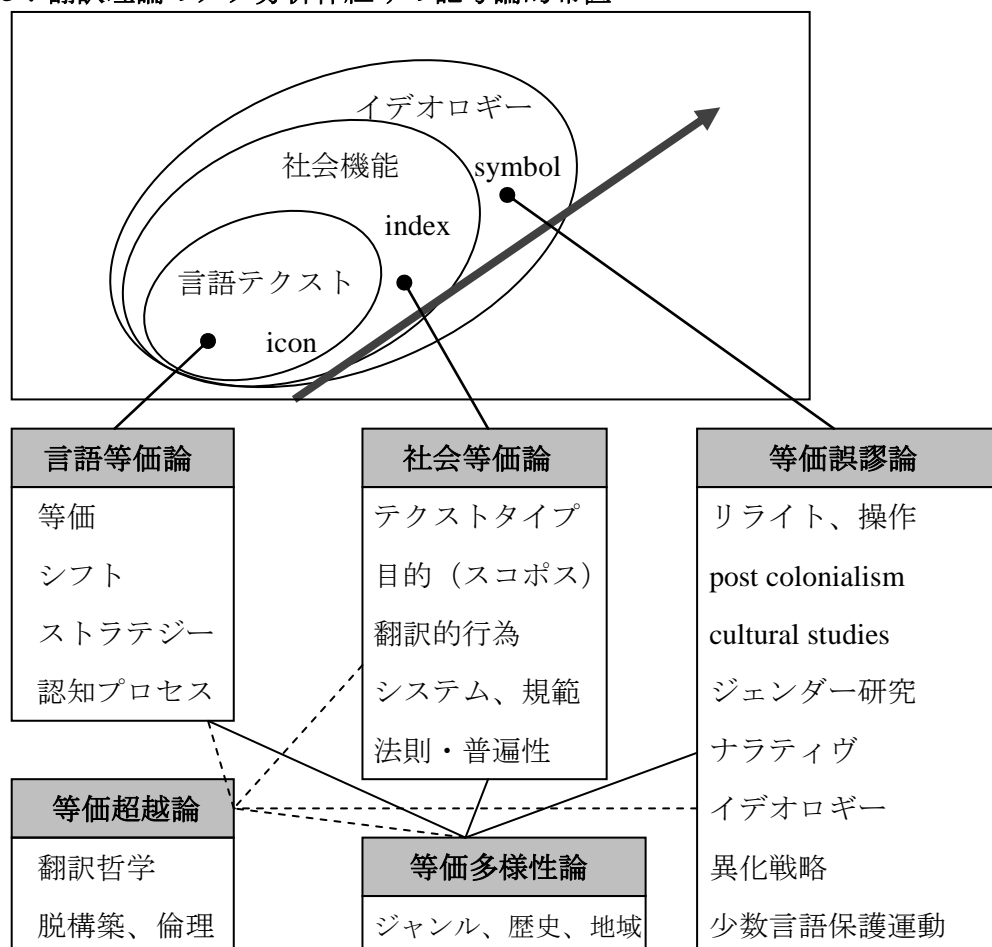 翻訳理論のメタ分析枠組みの記号論的布置
イデオロギー
社会機能
symbol
index
言語テクスト
icon
言語等価論
等価
シフト
ストラテジー
認知プロセス
社会等価論
テクストタイプ
目的（スコポス）
翻訳的行為
システム、規範
法則・普遍性
等価誤謬論
リライト、操作
post colonialism
cultural studies
ジェンダー研究
ナラティヴ
イデオロギー
異化戦略
少数言語保護運動
等価超越論
翻訳哲学
脱構築、倫理
等価多様性論
ジャンル、歴史、地域